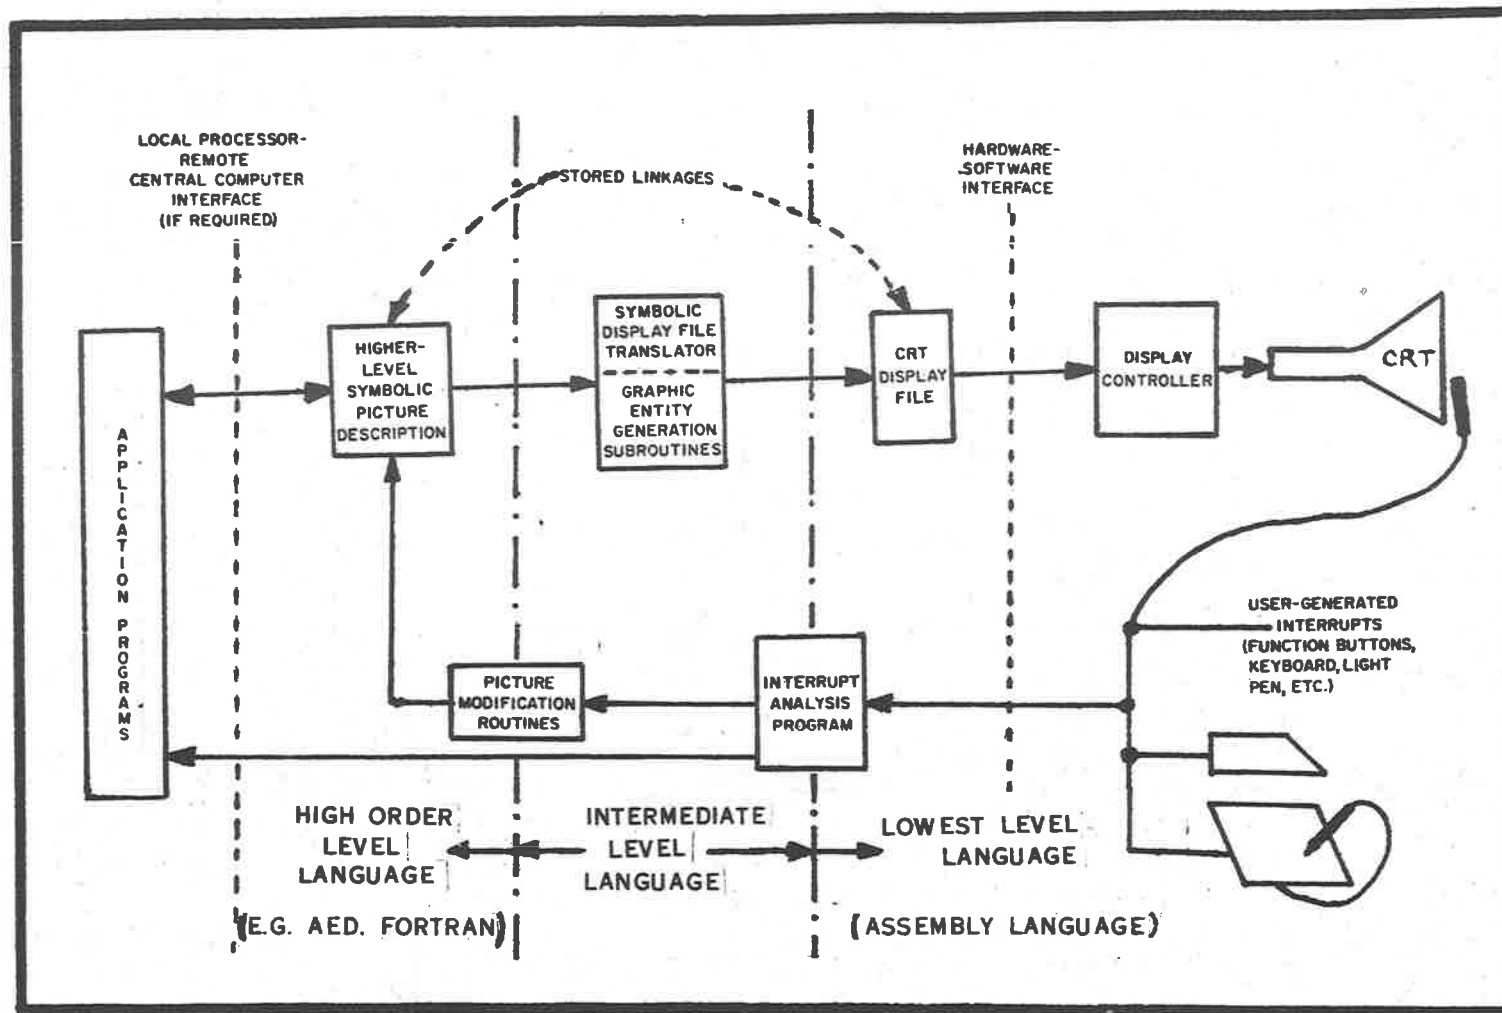 LOCAL PROCESSOR-
REMOTE
CENTRAL COMPUTER
INTERFACE
(IF REQUIRED)
STORED LINKAGES
HARDWARE-
SOFTWARE
INTERFACE
APPLICATION PROGRAMS
HIGHER-
LEVEL
SYMBOLIC
PICTURE
DESCRIPTION
SYMBOLIC
DISPLAY FILE
TRANSLATOR
GRAPHIC
ENTITY
GENERATION
SUBROUTINES
CRT
DISPLAY
FILE
DISPLAY
CONTROLLER
CRT
USER-GENERATED
INTERRUPTS
(FUNCTION BUTTONS,
KEYBOARD, LIGHT
PEN, ETC.)
PICTURE
MODIFICATION
ROUTINES
INTERRUPT
ANALYSIS
PROGRAM
HIGH ORDER
LEVEL
LANGUAGE
(E.G. AED. FORTRAN)
INTERMEDIATE
LEVEL
LANGUAGE
LOWEST LEVEL
LANGUAGE
(ASSEMBLY LANGUAGE)